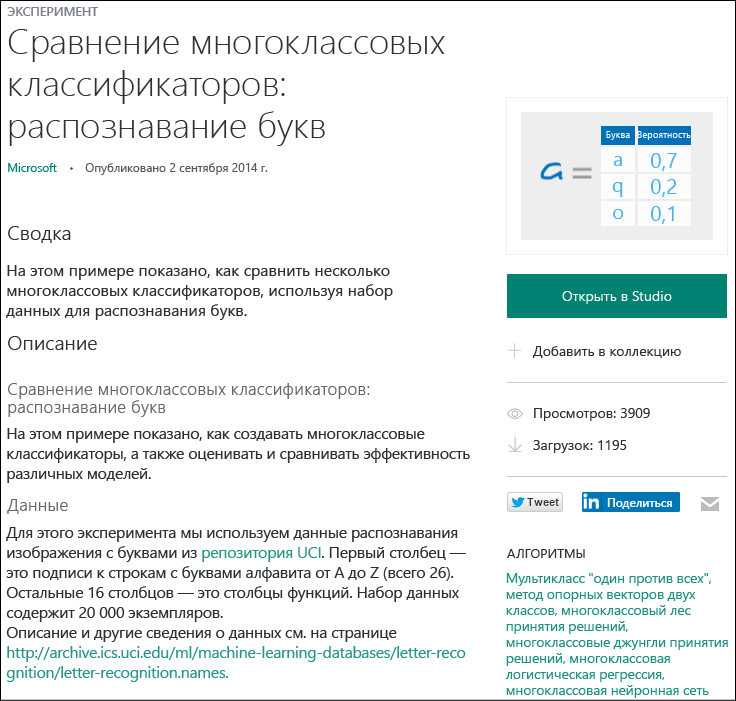 ЭКСПЕРИМЕНТ
Сравнение многоклассовых
классификаторов:
распознавание букв
Microsoft • Опубликовано 2 сентября 2014 г.
Сводка
На этом примере показано, как сравнить несколько
многоклассовых классификаторов, используя набор
данных для распознавания букв.
Описание
Сравнение многоклассовых классификаторов:
распознавание букв
На этом примере показано, как создавать многоклассовые
классификаторы, а также оценивать и сравнивать эффективность
различных моделей.
Данные
Для этого эксперимента мы используем данные распознавания
изображения с буквами из репозитория UCI. Первый столбец —
это подписи к строкам с буквами алфавита от A до Z (всего 26).
Остальные 16 столбцов — это столбцы функций. Набор данных
содержит 20 000 экземпляров.
Описание и другие сведения о данных см. на странице
http://archive.ics.uci.edu/ml/machine-learning-databases/letter-reco
gnition/letter-recognition.names.
Буква Вероятность
a =
a 0,7
q 0,2
o 0,1
Открыть в Studio
Добавить в коллекцию
Просмотров: 3909
Загрузок: 1195
Tweet
in Поделиться
АЛГОРИТМЫ
Мультикласс "один против всех",
метод опорных векторов двух
классов, многоклассовый лес
принятия решений,
многоклассовые джунгли принятия
решений, многоклассовая
логистическая регрессия,
многоклассовая нейронная сеть